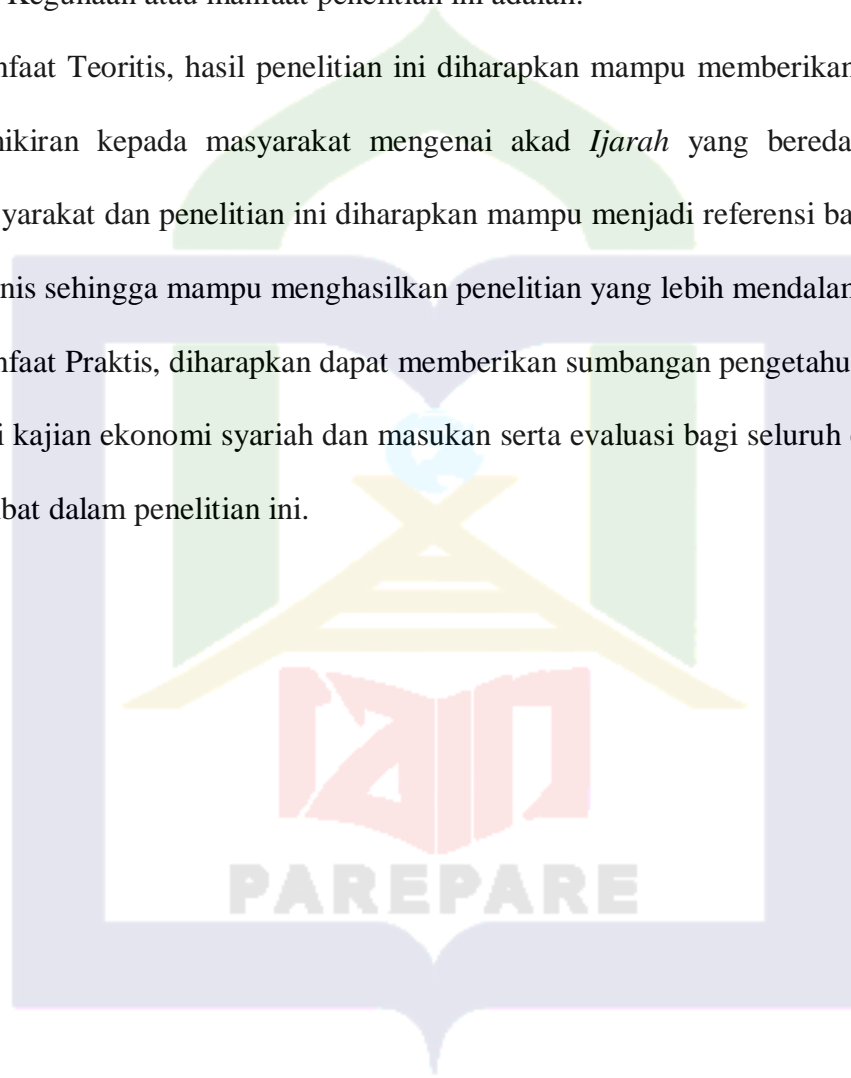 Kegunaan atau manfaat penelitian ini adalah:
nfaat Teoritis, hasil penelitian ini diharapkan mampu memberikan
nikiran kepada masyarakat mengenai akad Ijarah yang bereda
yarakat dan penelitian ini diharapkan mampu menjadi referensi ba
nis sehingga mampu menghasilkan penelitian yang lebih mendalam
nfaat Praktis, diharapkan dapat memberikan sumbangan pengetahu
i kajian ekonomi syariah dan masukan serta evaluasi bagi seluruh
bat dalam penelitian ini.
iain
PAREPARE